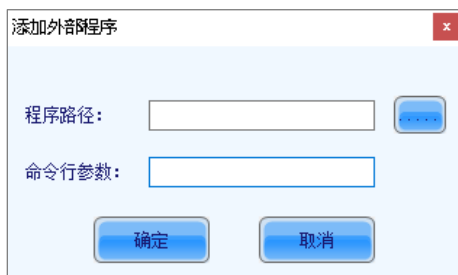 添加外部程序
x
程序路径：
.....
命令行参数：
确定
取消